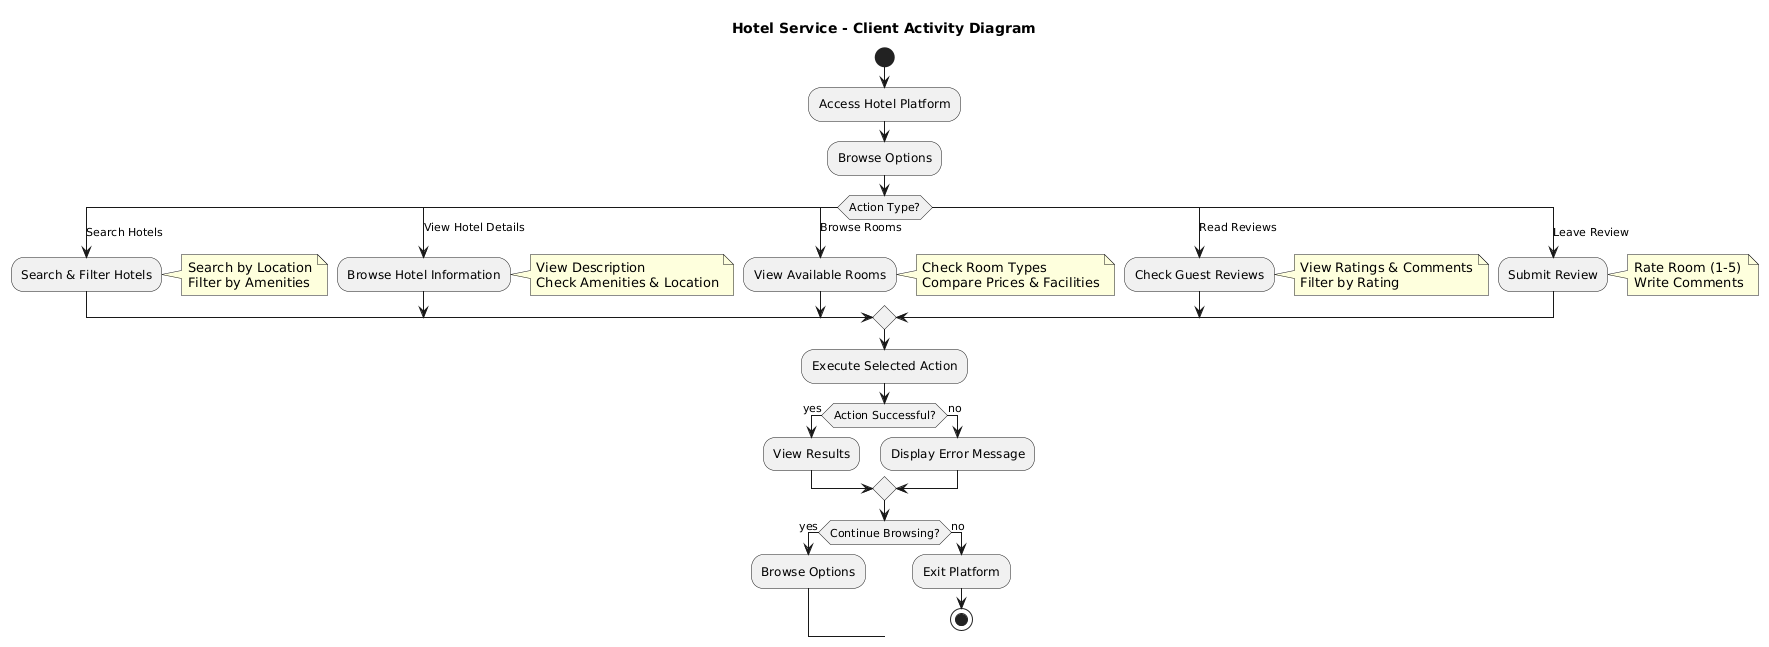 Hotel Service - Client Activity Diagram
Access Hotel Platform
Browse Options
Action Type?
Search Hotels
View Hotel Details
Browse Rooms
Read Reviews
Leave Review
Search & Filter Hotels
Search by Location
Filter by Amenities
Browse Hotel Information
View Description
Check Amenities & Location
View Available Rooms
Check Room Types
Compare Prices & Facilities
Check Guest Reviews
View Ratings & Comments
Filter by Rating
Submit Review
Rate Room (1-5)
Write Comments
Execute Selected Action
yes
Action Successful?
no
View Results
Display Error Message
yes
Continue Browsing?
no
Browse Options
Exit Platform